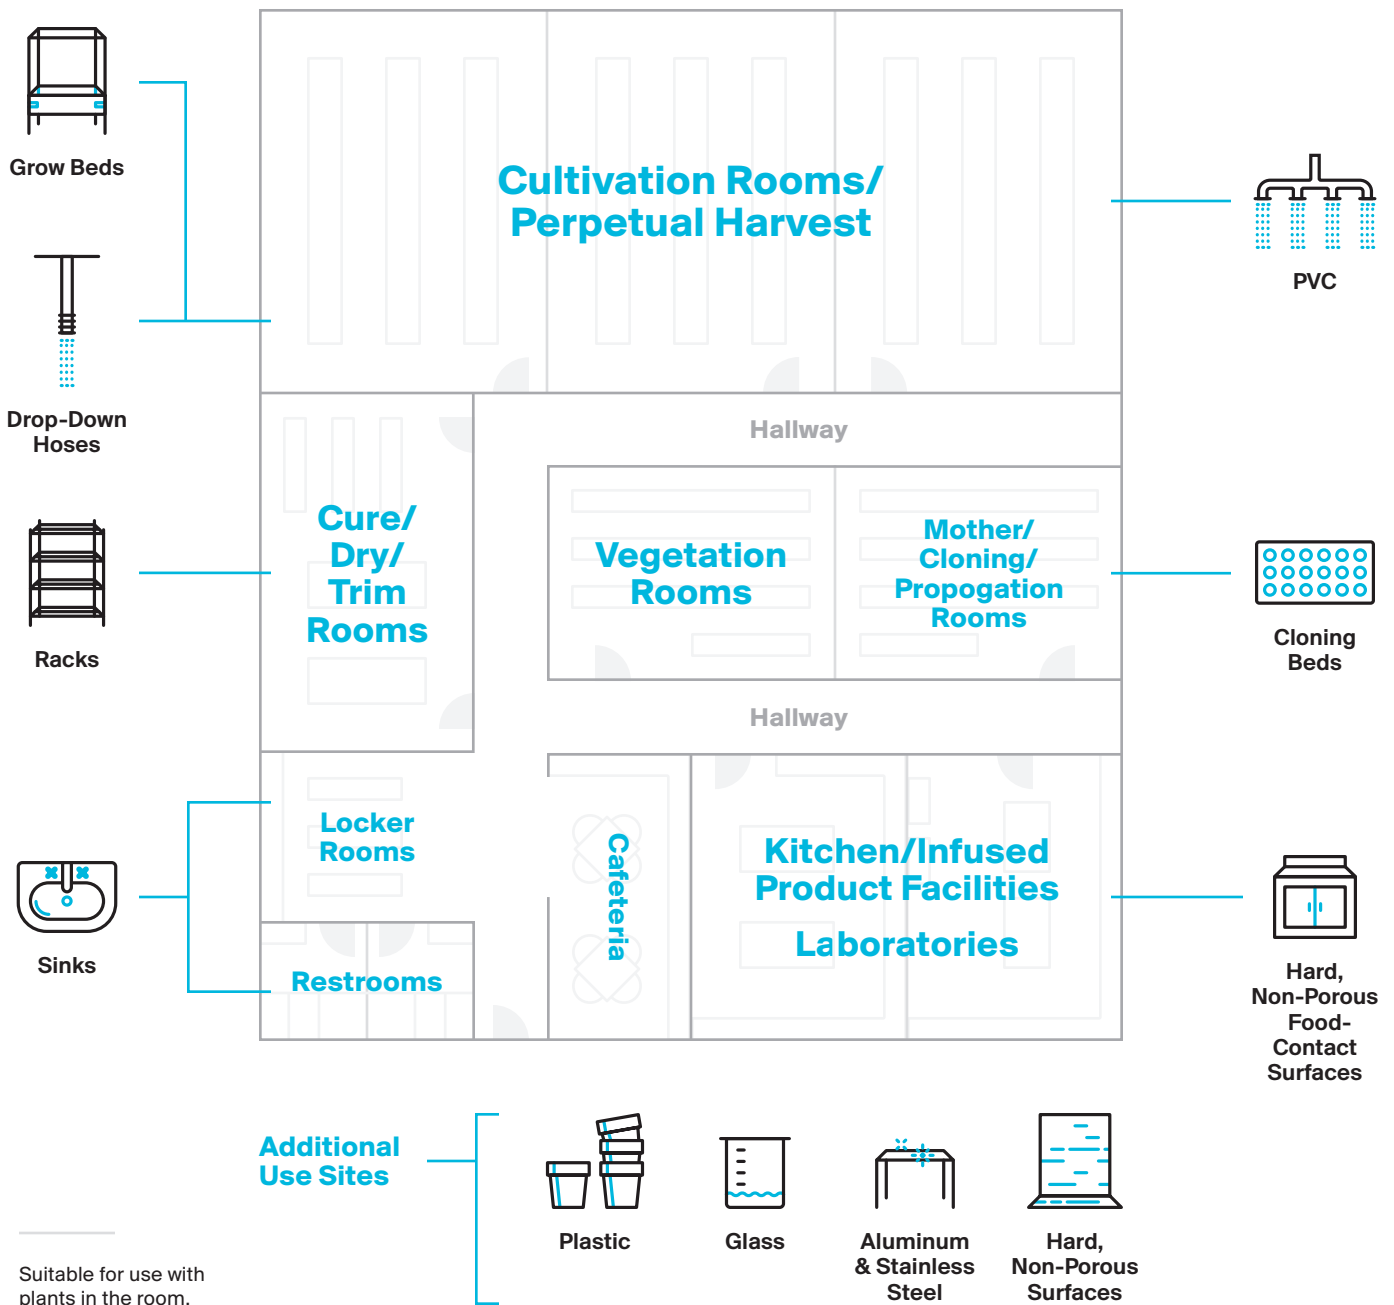 Grow Beds
Cultivation Rooms/
Perpetual Harvest
PVC
Drop-Down
Hoses
Hallway
Cure/
Dry/
Trim
Rooms
Vegetation
Rooms
Mother/
Cloning/
Propogation
Rooms
Racks
Cloning
Beds
Hallway
Locker
Rooms
Cafeteria
Kitchen/Infused
Product Facilities
Laboratories
Sinks
Restrooms
Hard,
Non-Porous
Food-
Contact
Surfaces
Additional
Use Sites
Plastic
Glass
Aluminum
& Stainless
Steel
Hard,
Non-Porous
Surfaces
Suitable for use with
plants in the room.